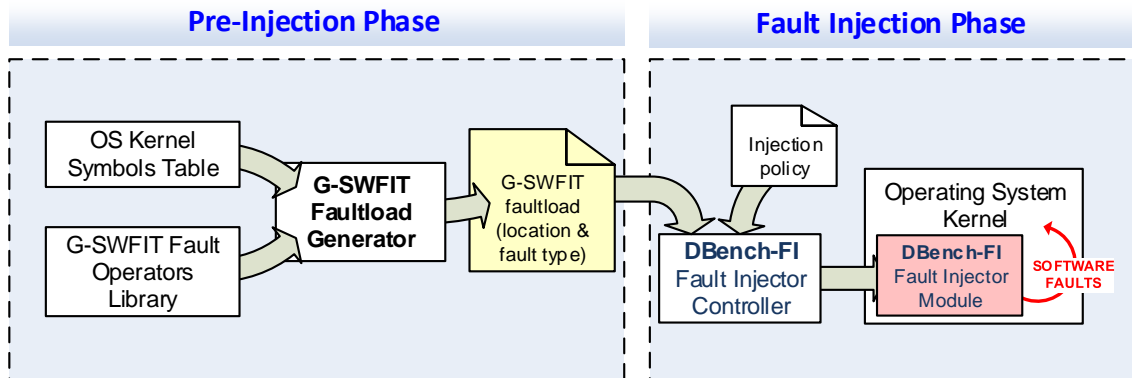 Pre-Injection Phase
Fault Injection Phase
OS Kernel
Symbols Table
G-SWFIT Fault
Operators
Library
G-SWFIT
Faultload
Generator
G-SWFIT
faultload
(location &
fault type)
Injection
policy
DBench-FI
Fault Injector
Controller
Operating System
Kernel
DBench-FI
Fault Injector
Module
SOFTWARE
FAULTS